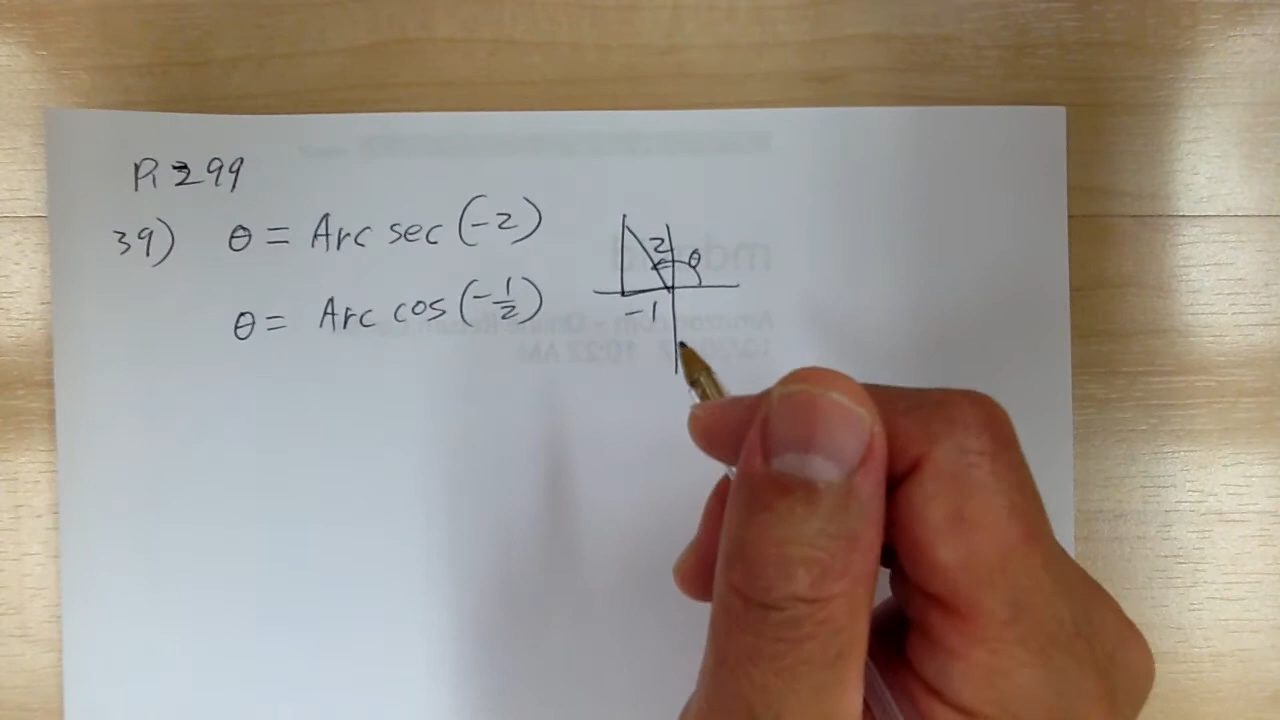 P. 299
39) θ = Arc sec (-2)
θ = Arc cos (-1/2)
2 θ
-1